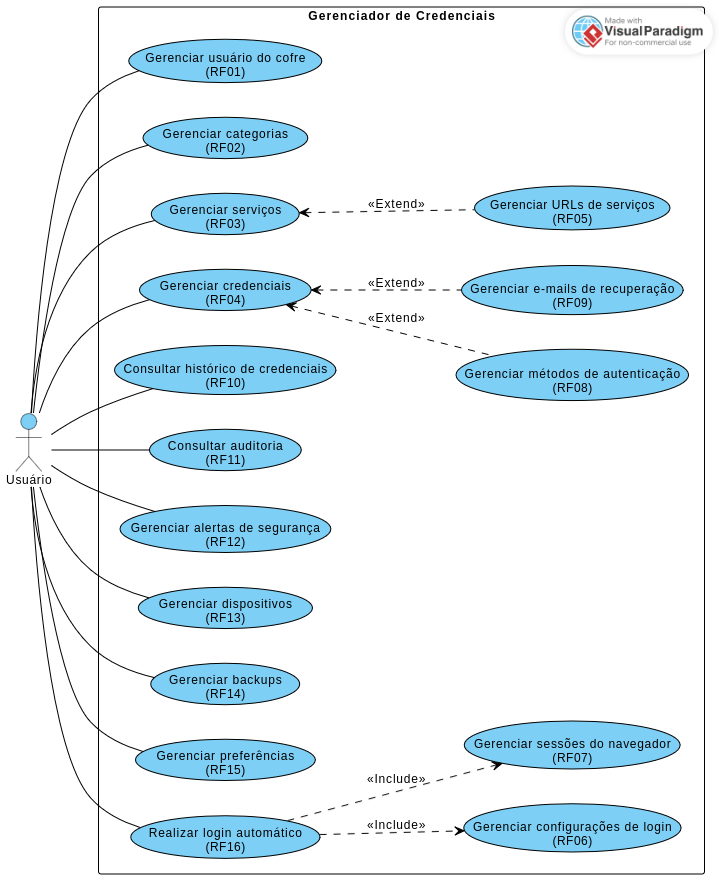 Gerenciador de Credenciais
Made with
VisualParadigm
For non-commercial use
Gerenciar usuário do cofre
(RF01)
Gerenciar categorias
(RF02)
Gerenciar serviços
(RF03)
«Extend»
Gerenciar URLs de serviços
(RF05)
Gerenciar credenciais
(RF04)
«Extend»
Gerenciar e-mails de recuperação
(RF09)
«Extend»
Gerenciar métodos de autenticação
(RF08)
Consultar histórico de credenciais
(RF10)
Consultar auditoria
(RF11)
Usuário
Gerenciar alertas de segurança
(RF12)
Gerenciar dispositivos
(RF13)
Gerenciar backups
(RF14)
Gerenciar preferências
(RF15)
Gerenciar sessões do navegador
(RF07)
«Include»
Realizar login automático
(RF16)
«Include»
Gerenciar configurações de login
(RF06)